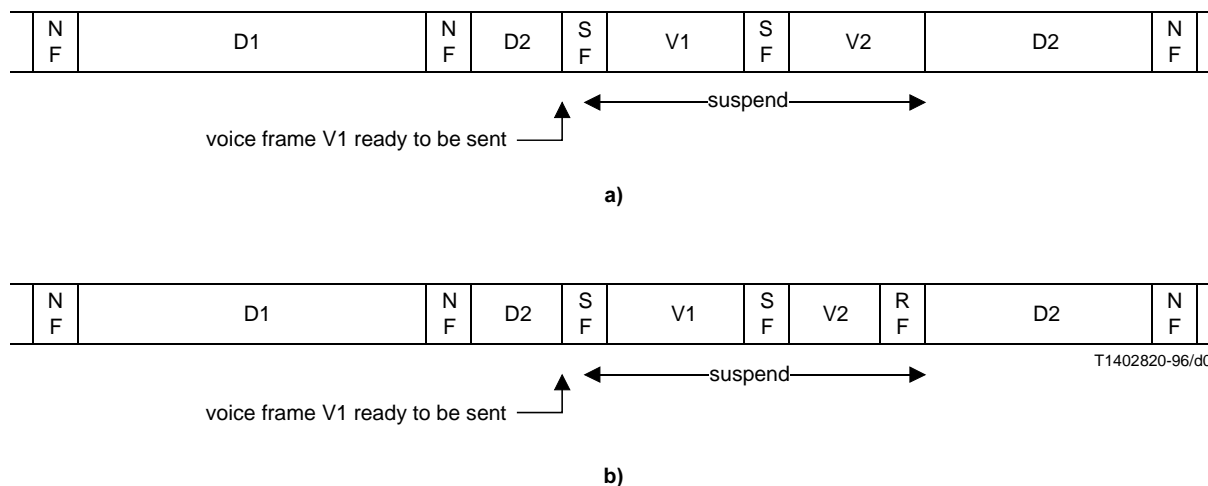 N F D1 N F D2 S F V1 S F V2 D2 N F
suspend
voice frame V1 ready to be sent
a)
N F D1 N F D2 S F V1 S F V2 R F D2 N F
T1402820-96/d0
suspend
voice frame V1 ready to be sent
b)